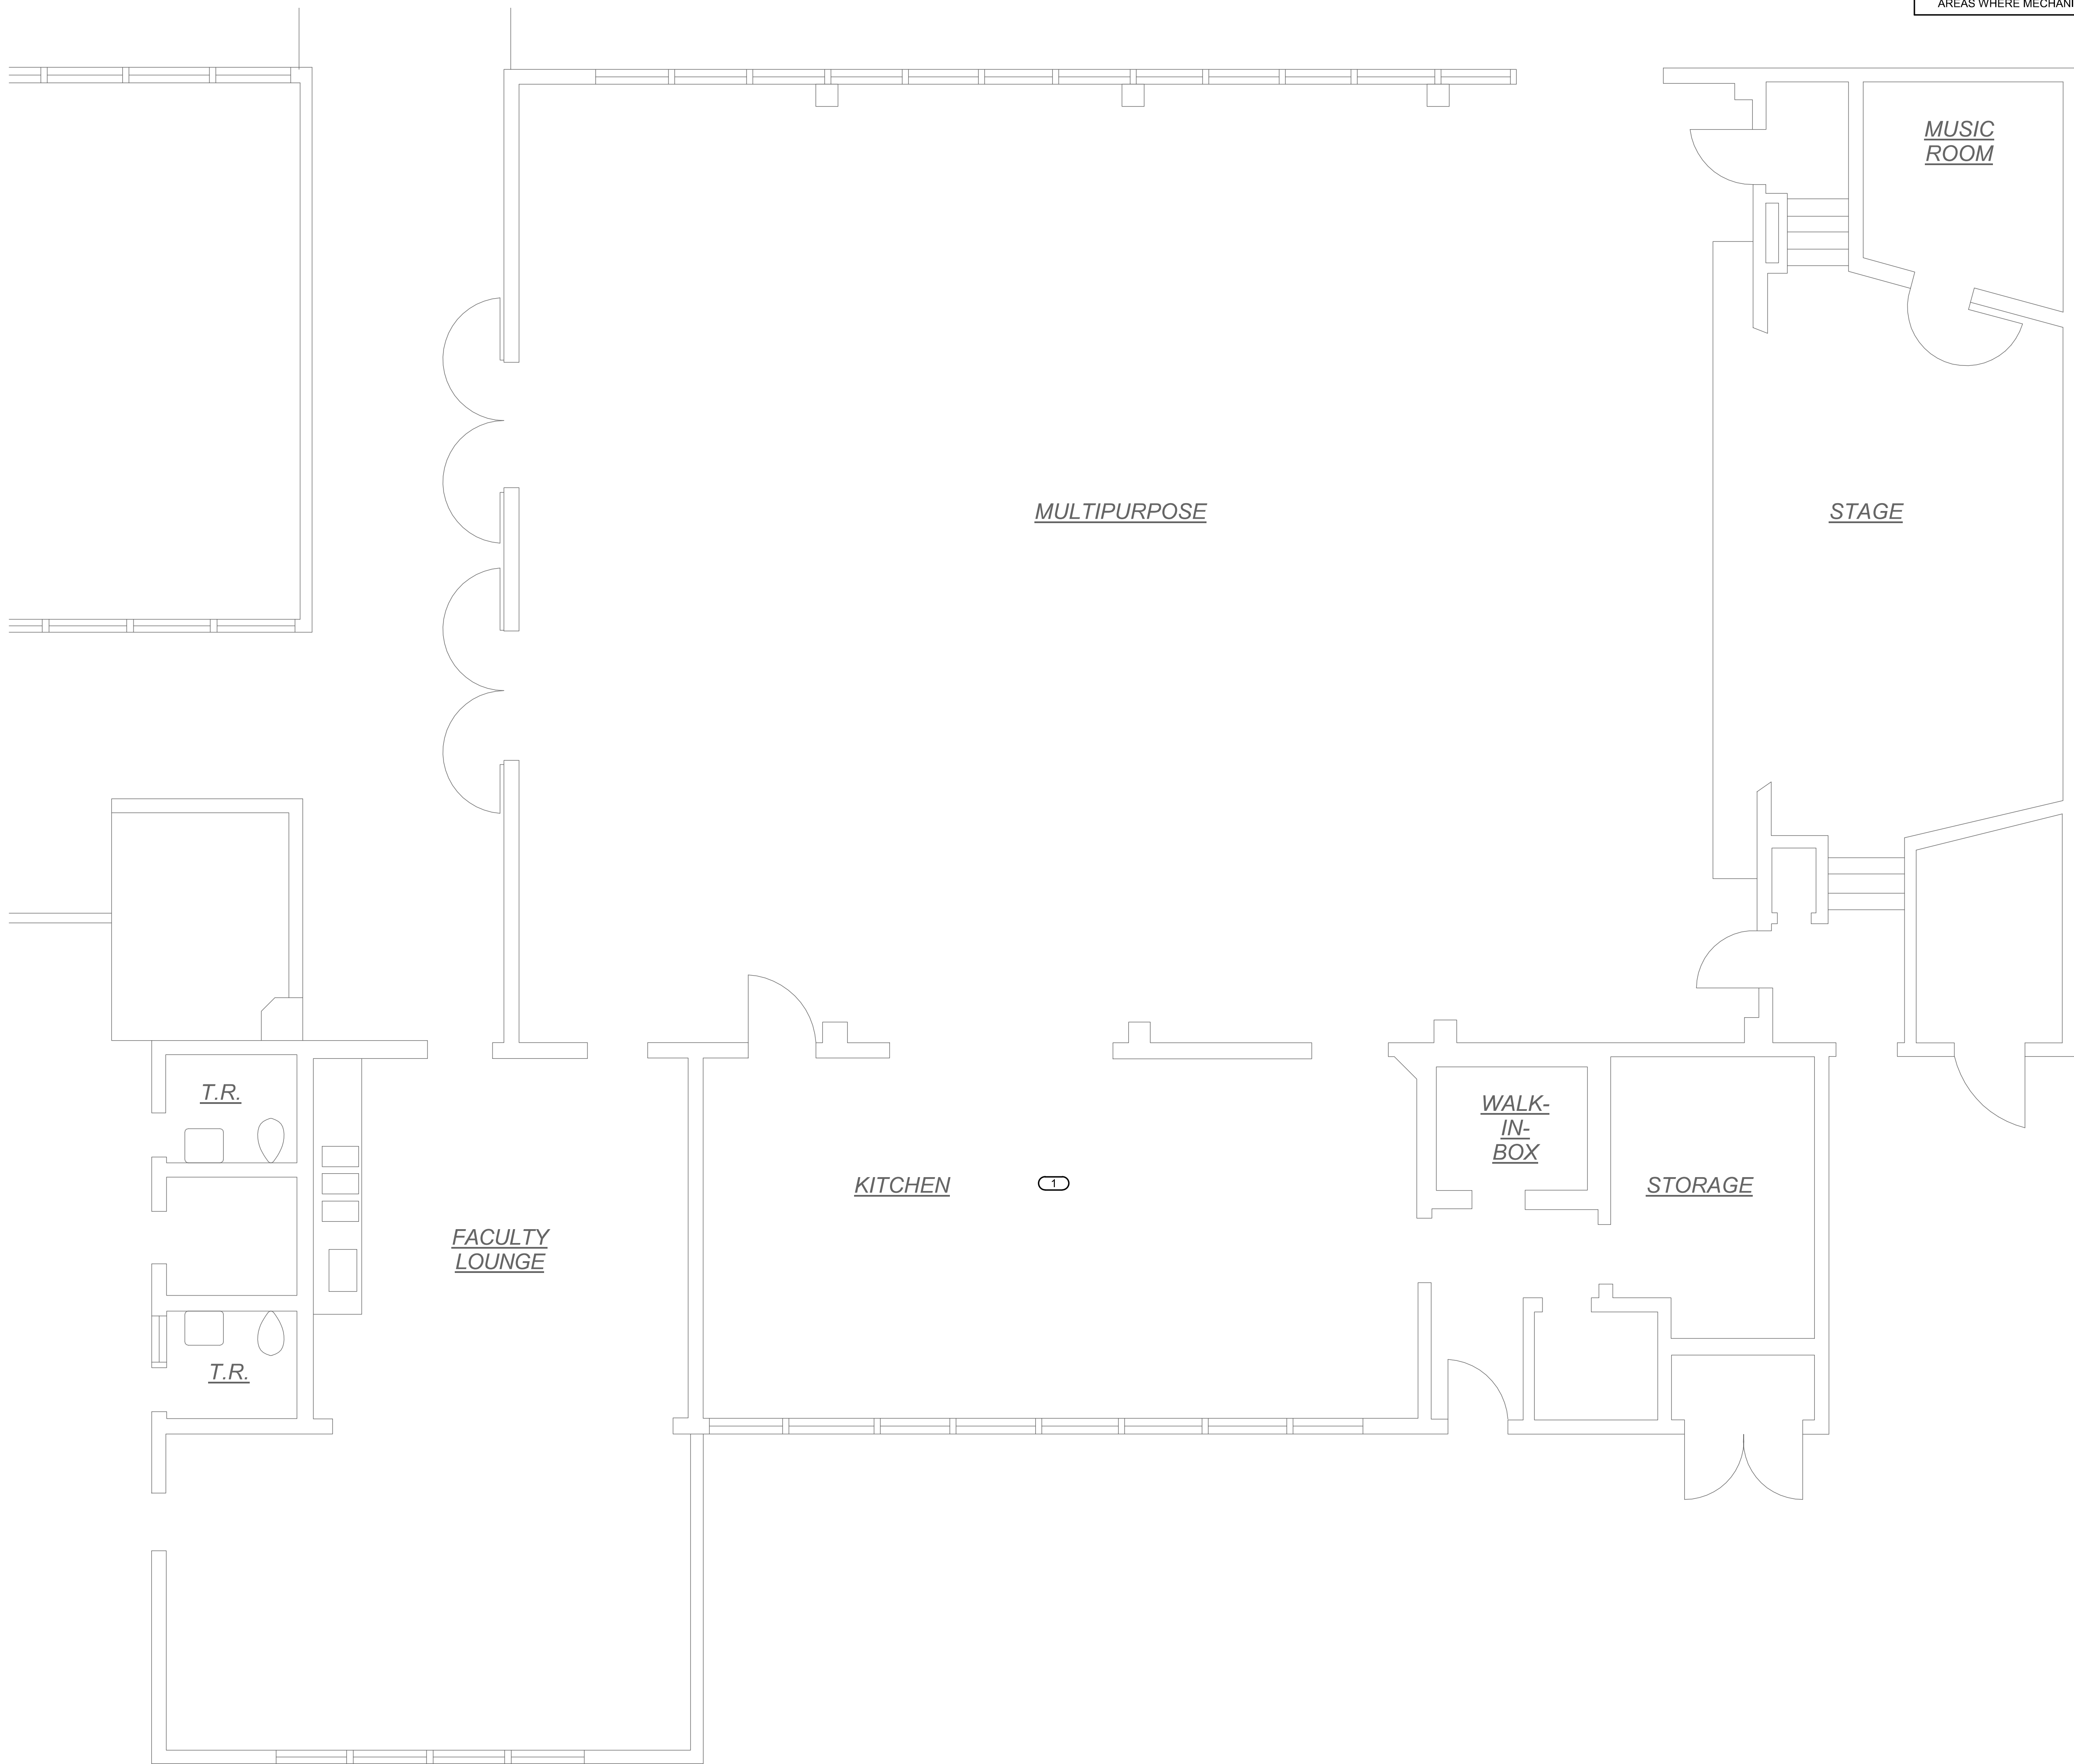 AREAS WHERE MECHANI
MUSIC
ROOM
MULTIPURPOSE
STAGE
T.R.
WALK-
IN-
BOX
KITCHEN
1
STORAGE
FACULTY
LOUNGE
T.R.